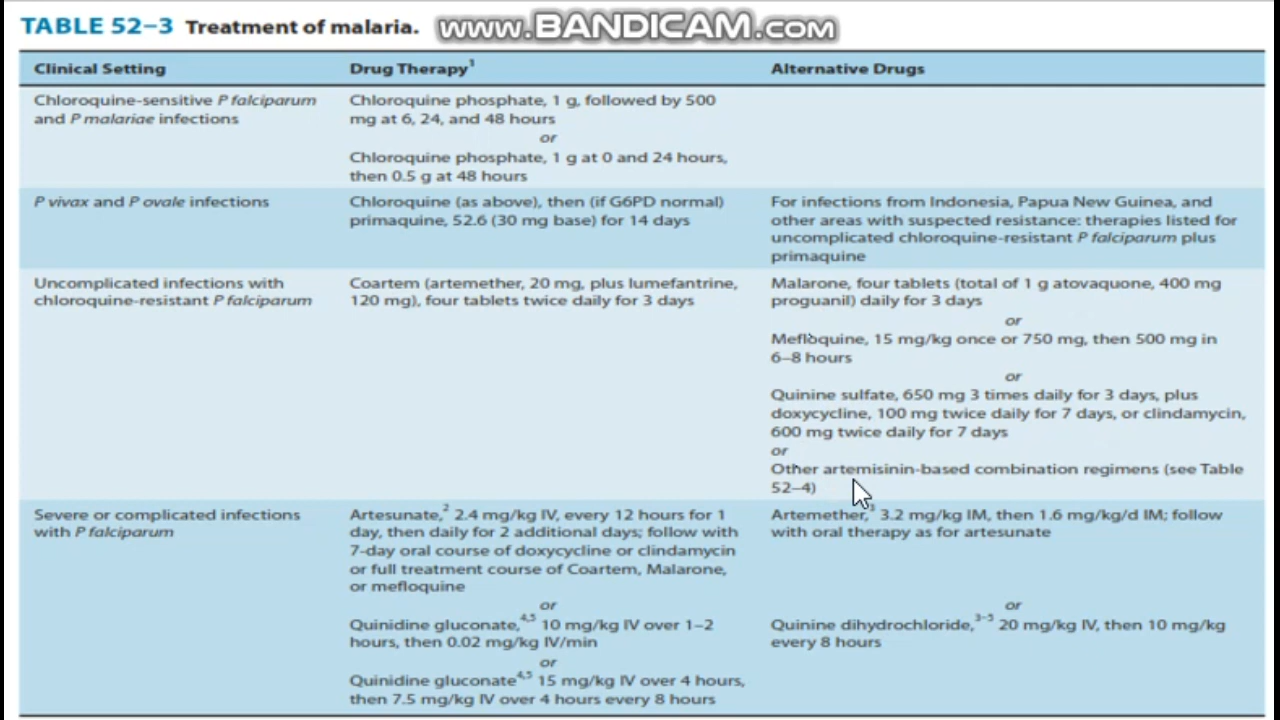 TABLE 52–3 Treatment of malaria.
www.BANDICAM.com
Clinical Setting
Drug Therapy1
Alternative Drugs
Chloroquine-sensitive P falciparum
and P malariae infections
Chloroquine phosphate, 1 g, followed by 500
mg at 6, 24, and 48 hours
or
Chloroquine phosphate, 1 g at 0 and 24 hours,
then 0.5 g at 48 hours
P vivax and P ovale infections
Chloroquine (as above), then (if G6PD normal)
primaquine, 52.6 (30 mg base) for 14 days
For infections from Indonesia, Papua New Guinea, and
other areas with suspected resistance: therapies listed for
uncomplicated chloroquine-resistant P falciparum plus
primaquine
Uncomplicated infections with
chloroquine-resistant P falciparum
Coartem (artemether, 20 mg, plus lumefantrine,
120 mg), four tablets twice daily for 3 days
Malarone, four tablets (total of 1 g atovaquone, 400 mg
proguanil) daily for 3 days
or
Mefloquine, 15 mg/kg once or 750 mg, then 500 mg in
6–8 hours
or
Quinine sulfate, 650 mg 3 times daily for 3 days, plus
doxycycline, 100 mg twice daily for 7 days, or clindamycin,
600 mg twice daily for 7 days
or
Other artemisinin-based combination regimens (see Table
52–4)
Severe or complicated infections
with P falciparum
Artesunate,2 2.4 mg/kg IV, every 12 hours for 1
day, then daily for 2 additional days; follow with
7-day oral course of doxycycline or clindamycin
or full treatment course of Coartem, Malarone,
or mefloquine
or
Quinidine gluconate,4,5 10 mg/kg IV over 1–2
hours, then 0.02 mg/kg IV/min
or
Quinidine gluconate4,5 15 mg/kg IV over 4 hours,
then 7.5 mg/kg IV over 4 hours every 8 hours
Artemether,3 3.2 mg/kg IM, then 1.6 mg/kg/d IM; follow
with oral therapy as for artesunate
or
Quinine dihydrochloride,3–5 20 mg/kg IV, then 10 mg/kg
every 8 hours